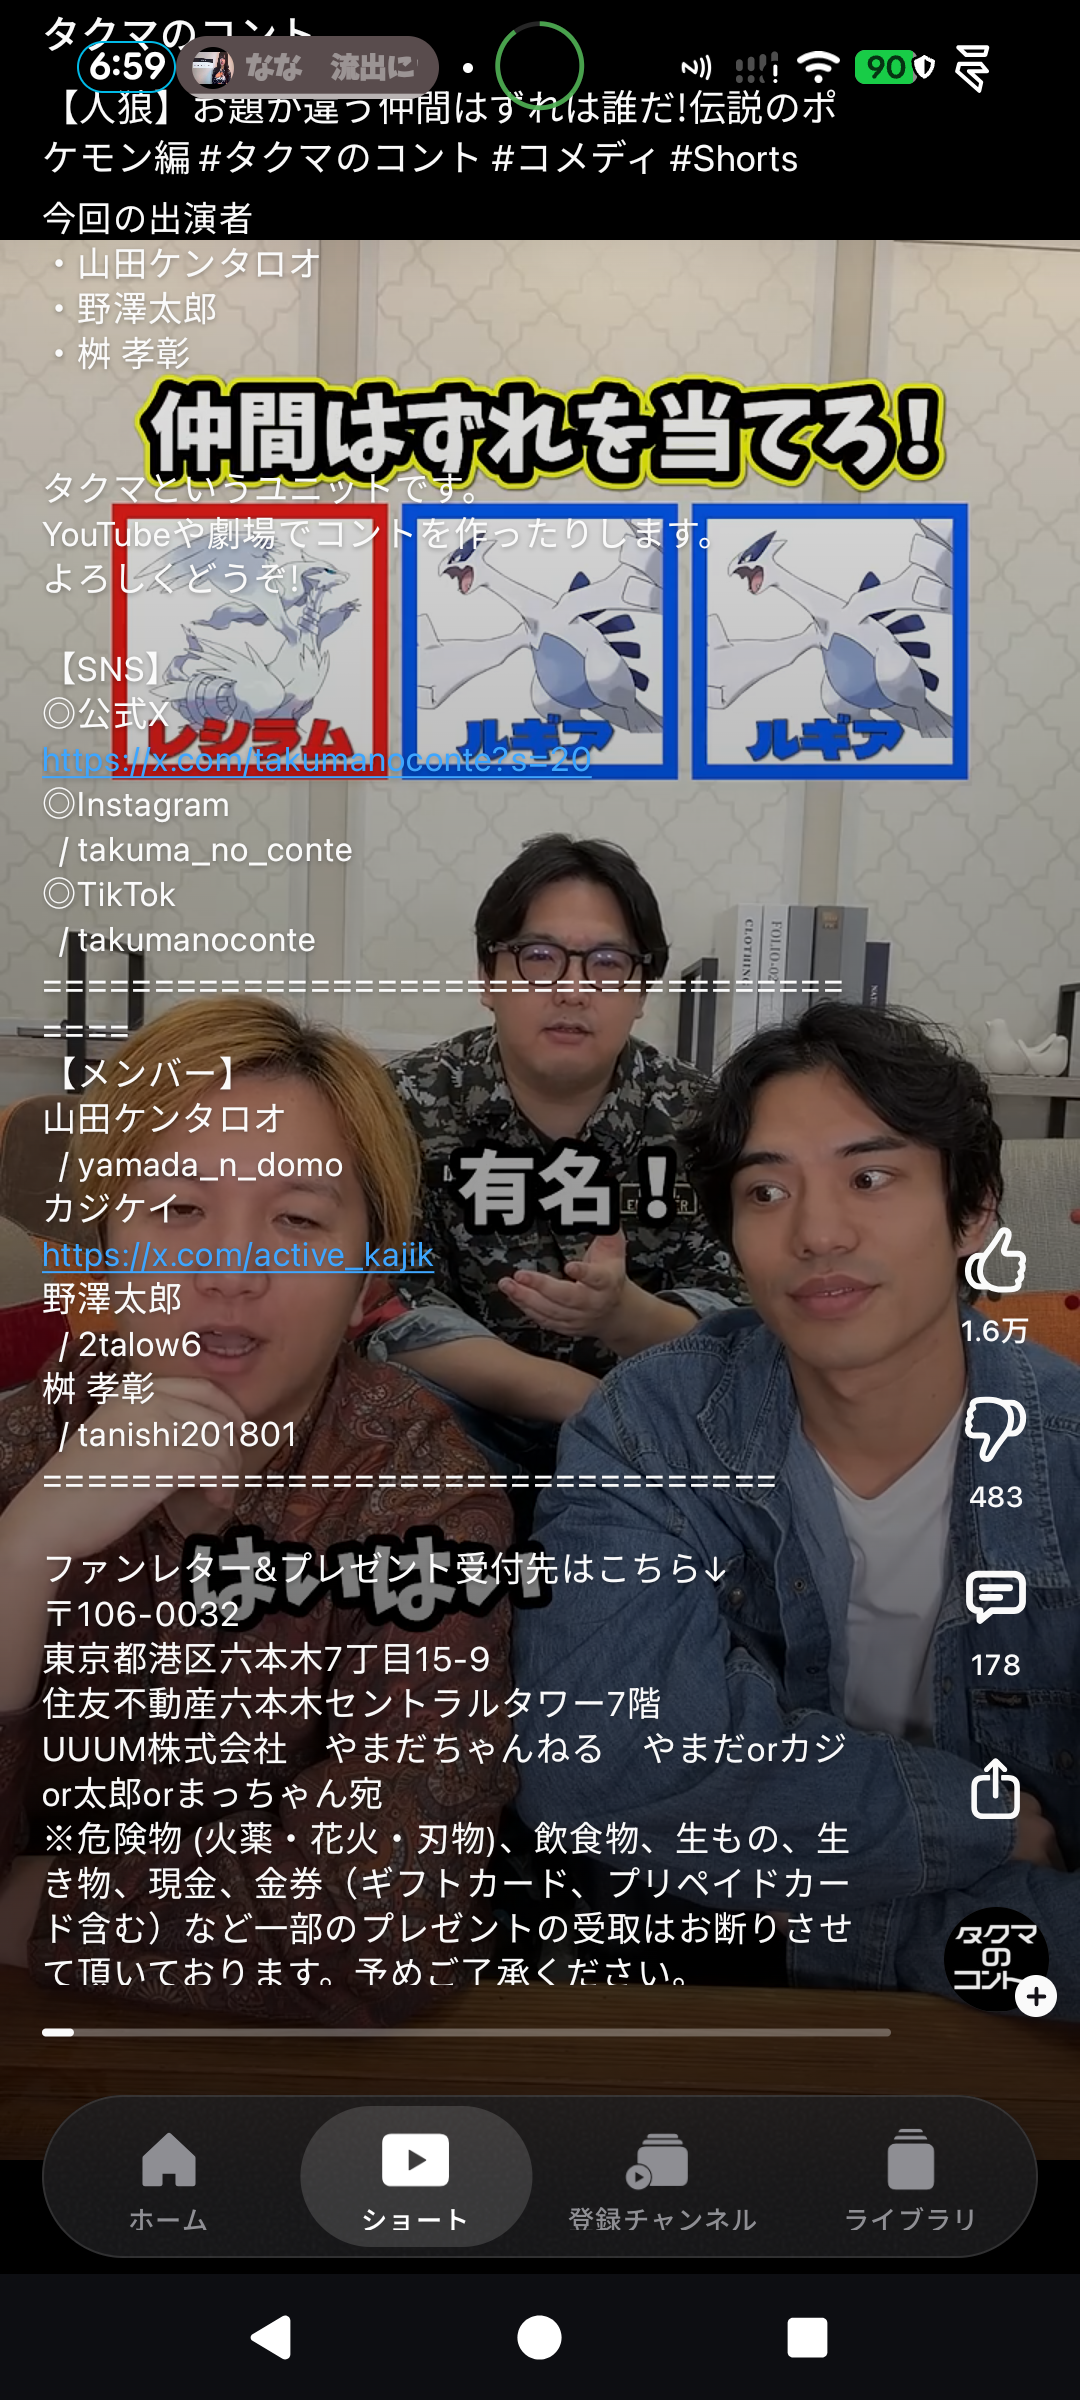 タクマのコント
6:59
なな　流出に
90
【人狼】お題が違う仲間はずれは誰だ!伝説のポ
ケモン編 #タクマのコント #コメディ #Shorts
今回の出演者
・山田ケンタロオ
・野澤太郎
・桝 孝彰
仲間はずれを当てろ!
タクマというユニットです。
YouTubeや劇場でコントを作ったりします。
よろしくどうぞ!
【SNS】
◎公式X
レシラム
ルギア
ルギア
https://x.com/takumanoconte?s=20
◎Instagram
/ takuma_no_conte
◎TikTok
/ takumanoconte
CLOTHING
FOLIO-02
====================================
====
【メンバー】
山田ケンタロオ
/ yamada_n_domo
有名！
カジケイ
https://x.com/active_kajik
野澤太郎
/ 2talow6
桝 孝彰
/ tanishi201801
=================================
1.6万
483
178
はいはい
ファンレター&プレゼント受付先はこちら↓
〒106-0032
東京都港区六本木7丁目15-9
住友不動産六本木セントラルタワー7階
UUUM株式会社　やまだちゃんねる　やまだorカジ
or太郎orまっちゃん宛
※危険物 (火薬・花火・刃物)、飲食物、生もの、生
き物、現金、金券（ギフトカード、プリペイドカー
ド含む）など一部のプレゼントの受取はお断りさせ
て頂いております。予めご了承ください。
タクマ
の
コント
ホーム
ショート
登録チャンネル
ライブラリ